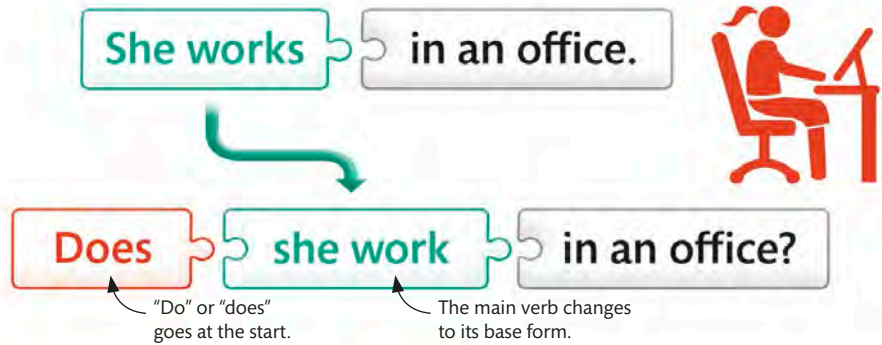 She works in an office.
Does she work in an office?
“Do” or “does”
goes at the start.
The main verb changes
to its base form.